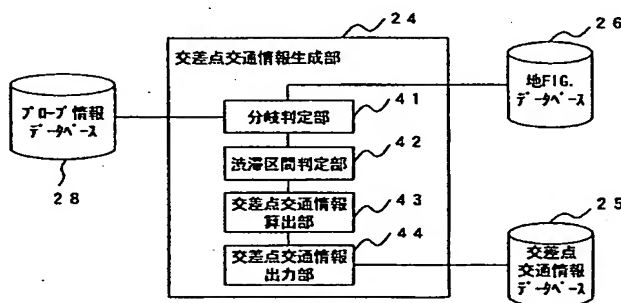 24
交差点交通情報生成部
26
地FIG.
データベース
プローブ情報
データベース
28
分岐判定部
41
渋滞区間判定部
42
交差点交通情報
算出部
43
交差点交通情報
出力部
44
25
交差点
交通情報
データベース